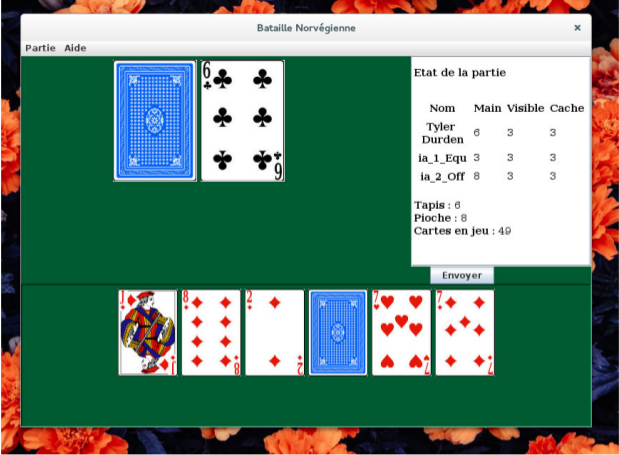 Bataille Norvégienne
×
Partie Aide
6
6
Etat de la partie
Nom Main Visible Cache
Tyler
Durden 6 3 3
ia_1_Equ 3 3 3
ia_2_Off 8 3 3
Tapis : 6
Pioche : 8
Cartes en jeu : 49
Envoyer
J 8 2 7 7
J 8 2 7 7